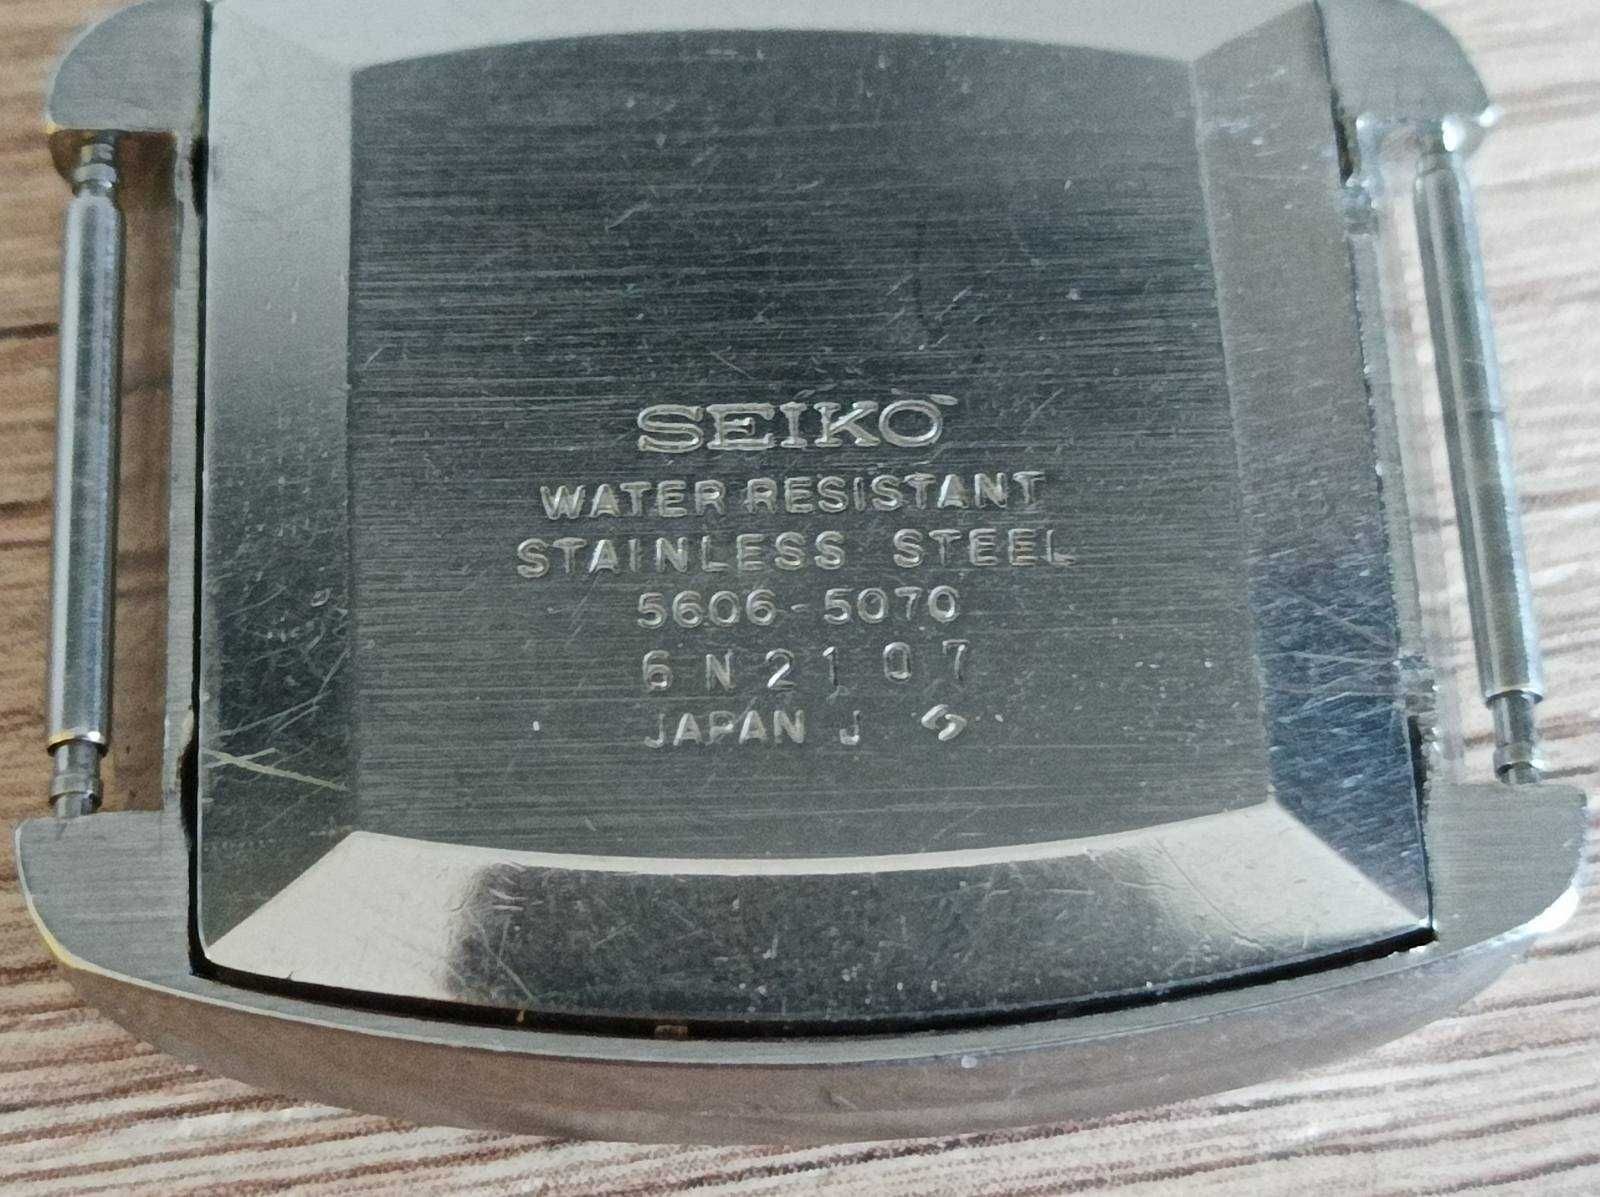 SEIKO
WATER RESISTANT
STAINLESS STEEL
5606-5070
6N2107
JAPAN J